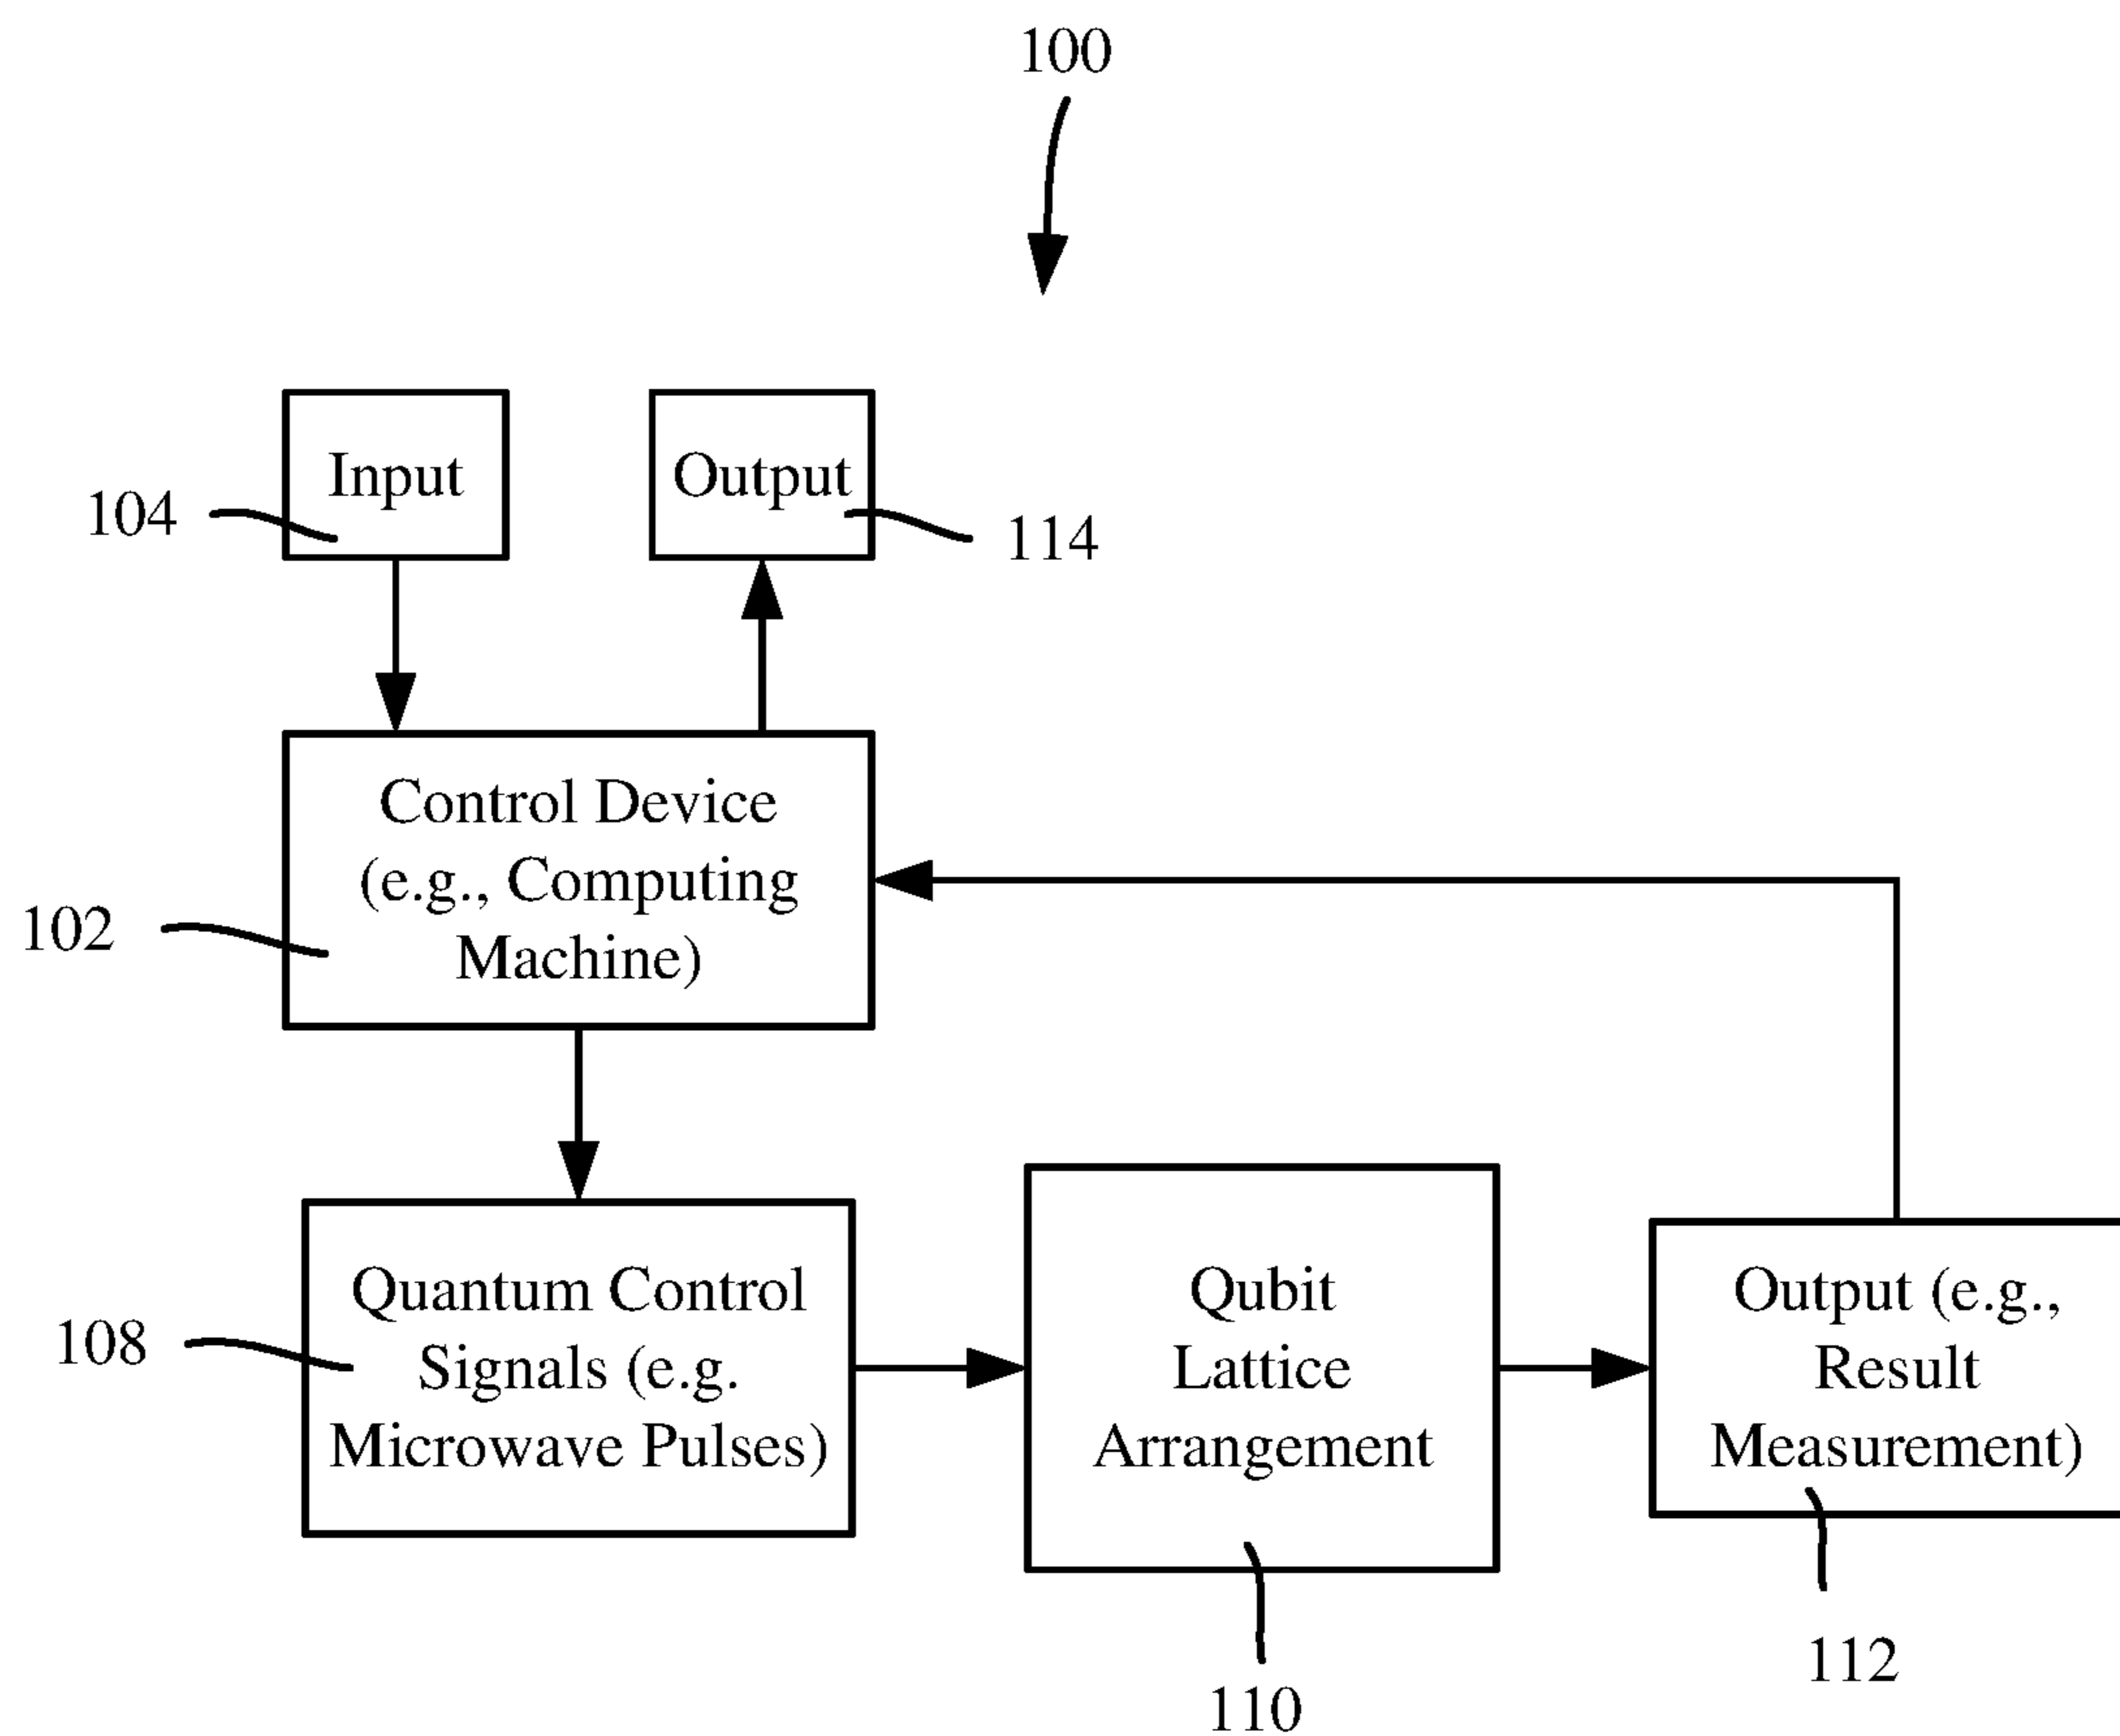 100
Input
Output
104
114
Control Device
(e.g., Computing
Machine)
102
Quantum Control
Signals (e.g.
Microwave Pulses)
108
Qubit
Lattice
Arrangement
110
Output (e.g.,
Result
Measurement)
112